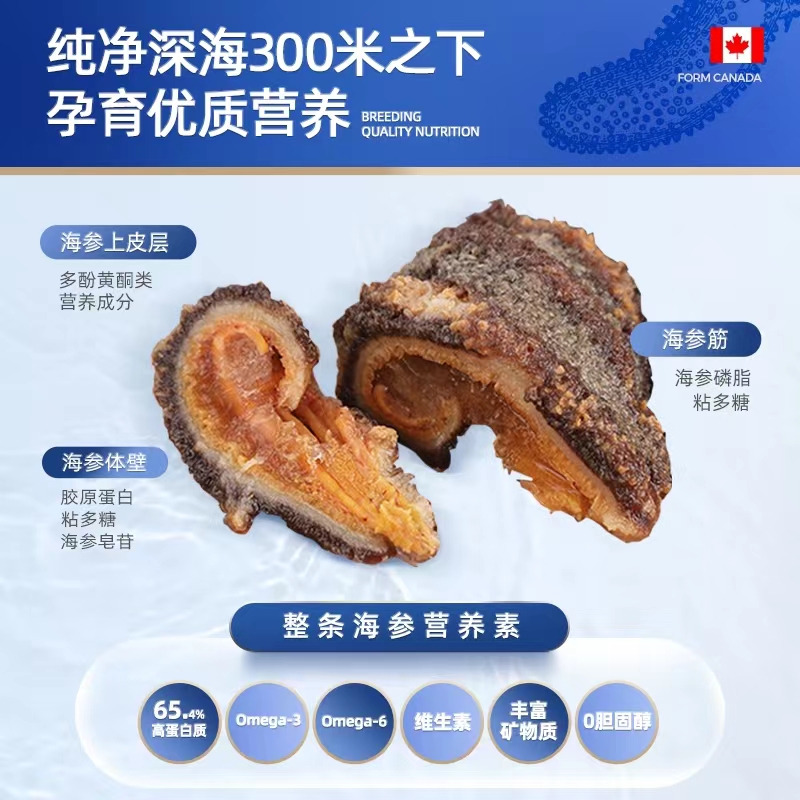 纯净深海300米之下
孕育优质营养
BREEDING
QUALITY NUTRITION
FORM CANADA
海参上皮层
多酚黄酮类
营养成分
海参筋
海参磷脂
粘多糖
海参体壁
胶原蛋白
粘多糖
海参皂苷
整条海参营养素
65.4%
高蛋白质
Omega-3
Omega-6
维生素
丰富
矿物质
0胆固醇